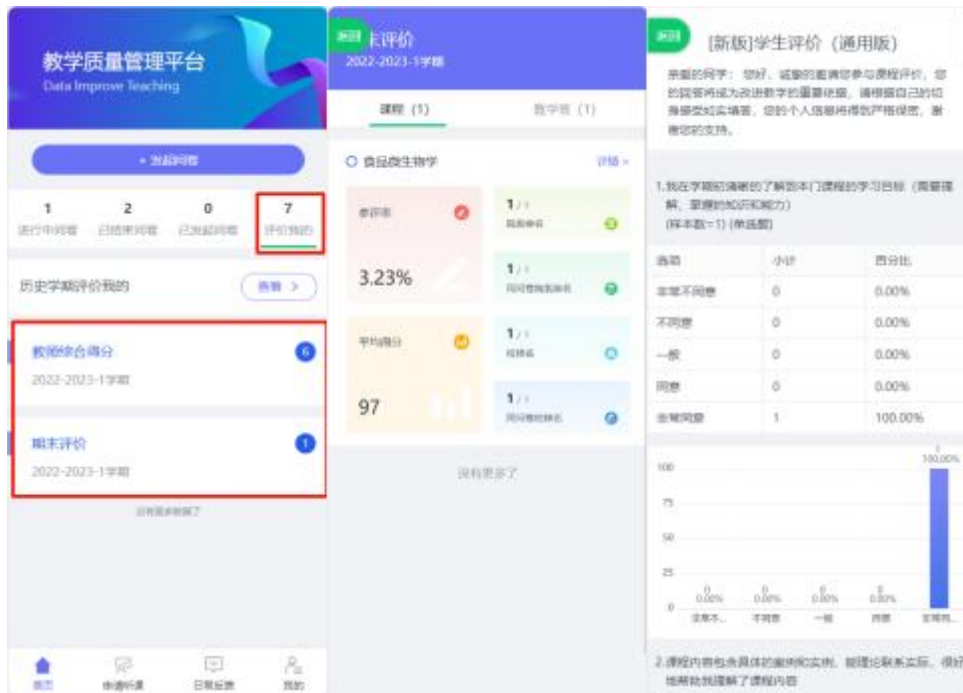 教学质量管理平台
Data Improve Teaching
+ 发起问卷
1
进行中问卷
2
已结束问卷
0
已发起问卷
7
评价我的
历史学期评价我的
查看 >
教师综合得分
6
2022-2023-1学期
期末评价
1
2022-2023-1学期
没有更多数据了
首页
申请听课
日常反馈
我的
末评价
2022-2023-1学期
课程 (1)
教学班 (1)
食品微生物学
详情 >
参评率
3.23%
1 / 1
院系排名
1 / 1
同问卷院系排名
平均得分
97
1 / 1
校排名
1 / 1
同问卷校排名
没有更多了
[新版]学生评价（通用版）
亲爱的同学： 您好，诚挚的邀请您参与课程评价，您
的回答将成为改进教学的重要依据，请根据自己的切
身感受如实填答，您的个人信息将得到严格保密，谢
谢您的支持。
1.我在学期初清晰的了解到本门课程的学习目标（需要理
解、掌握的知识和能力）
(样本数=1) (单选题)
选项 小计 百分比
非常不同意 0 0.00%
不同意 0 0.00%
一般 0 0.00%
同意 0 0.00%
非常同意 1 100.00%
100
75
50
25
0
0
0.00%
0
0.00%
0
0.00%
0
0.00%
1
100.00%
非常不...
不同意
一般
同意
非常同...
2.课程内容包含具体的案例和实例，能理论联系实际，很好
地帮助我理解了课程内容